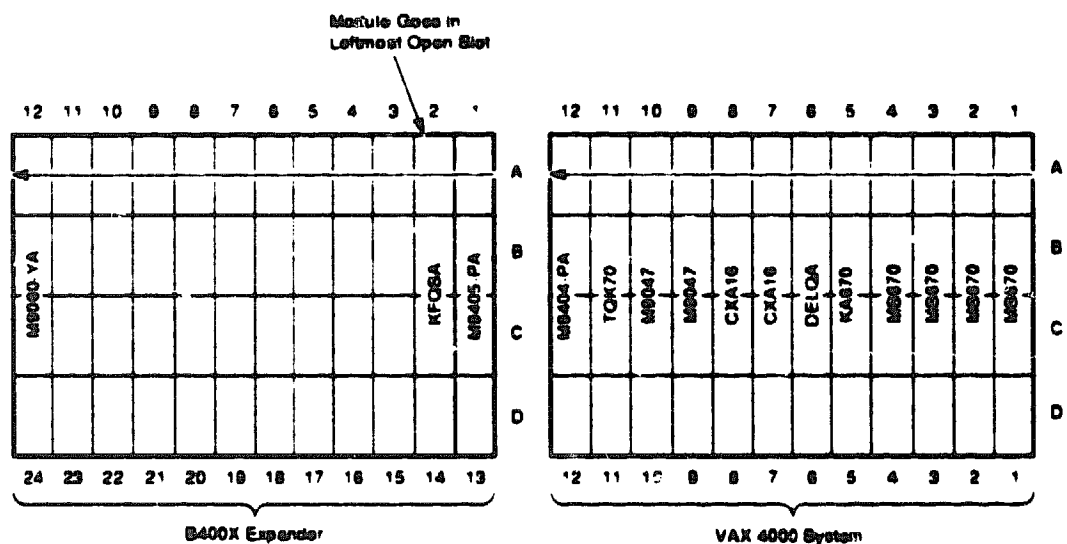 Module Goes in
Leftmost Open Slot
12 11 10 9 8 7 6 5 4 3 2 1
12 11 10 9 8 7 6 5 4 3 2 1
A
A
B
B
M9060-YA
KFQSA
M9405-PA
M9404-PA
TQK70
M9047
M9047
CXA16
CXA16
DELQA
KA670
MS670
MS670
MS670
MS670
C
C
D
D
24 23 22 21 20 19 18 17 16 15 14 13
12 11 10 9 8 7 6 5 4 3 2 1
B400X Expander
VAX 4000 System